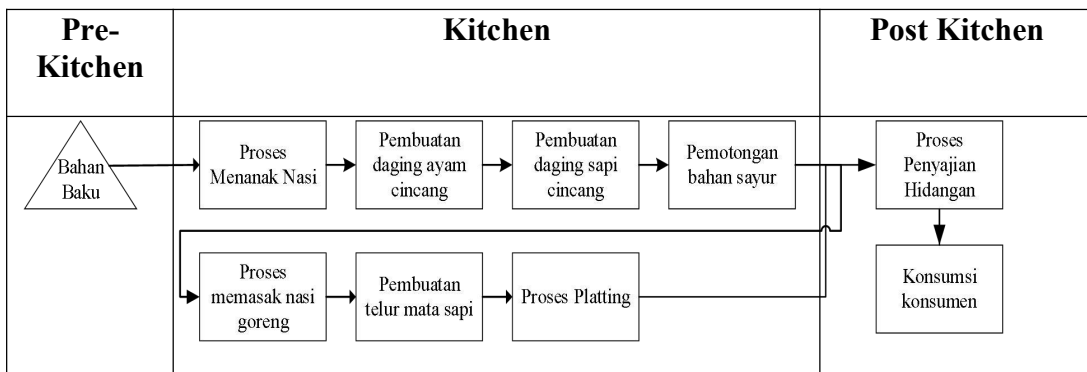 Pre-
Kitchen
Kitchen
Post Kitchen
Bahan
Baku
Proses
Menanak Nasi
Pembuatan
daging ayam
cincang
Pembuatan
daging sapi
cincang
Pemotongan
bahan sayur
Proses
Penyajian
Hidangan
Proses
memasak nasi
goreng
Pembuatan
telur mata sapi
Proses Platting
Konsumsi
konsumen